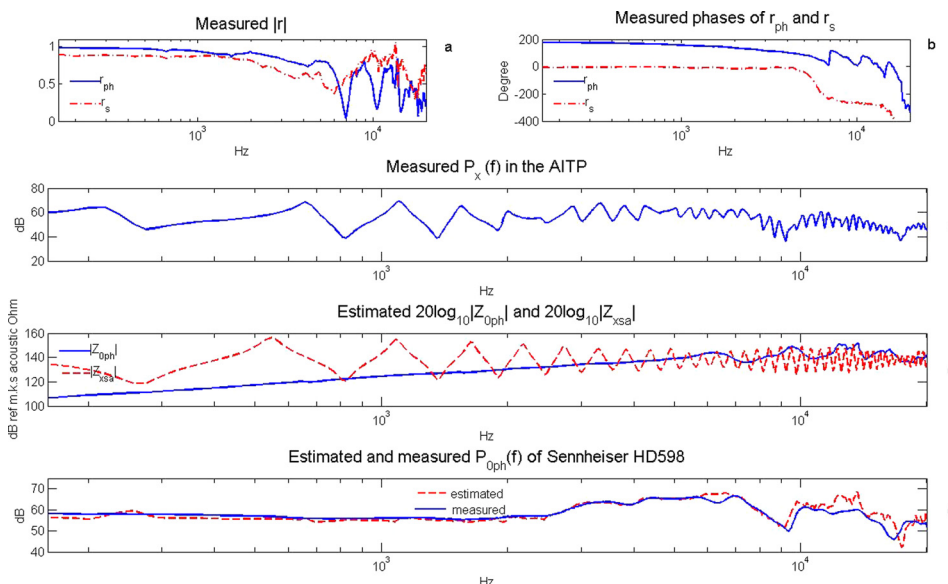 Measured |r|
a
1
0.5
0
r_ph
r_s
10^3
10^4
Hz
Measured phases of r_ph and r_s
b
200
0
-200
-400
Degree
r_ph
r_s
10^3
10^4
Hz
Measured P_x (f) in the AITP
80
60
40
20
dB
10^3
10^4
Hz
Estimated 20log_10|Z_0ph| and 20log_10|Z_xsa|
160
140
120
100
dB ref m.k.s acoustic Ohm
|Z_0ph|
|Z_xsa|
10^3
10^4
Hz
Estimated and measured P_0ph(f) of Sennheiser HD598
70
55
40
dB
estimated
measured
10^3
10^4
Hz